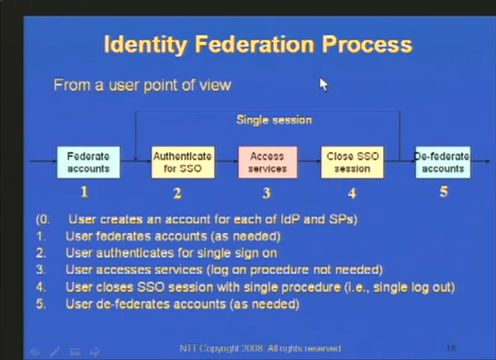 Identity Federation Process
From a user point of view
Single session
Federate accounts
Authenticate for SSO
Access services
Close SSO session
De-federate accounts
1
2
3
4
5
(0. User creates an account for each of IdP and SPs)
1. User federates accounts (as needed)
2. User authenticates for single sign on
3. User accesses services (log on procedure not needed)
4. User closes SSO session with single procedure (i.e., single log out)
5. User de-federates accounts (as needed)
NTT Copyright 2008 All rights reserved
18